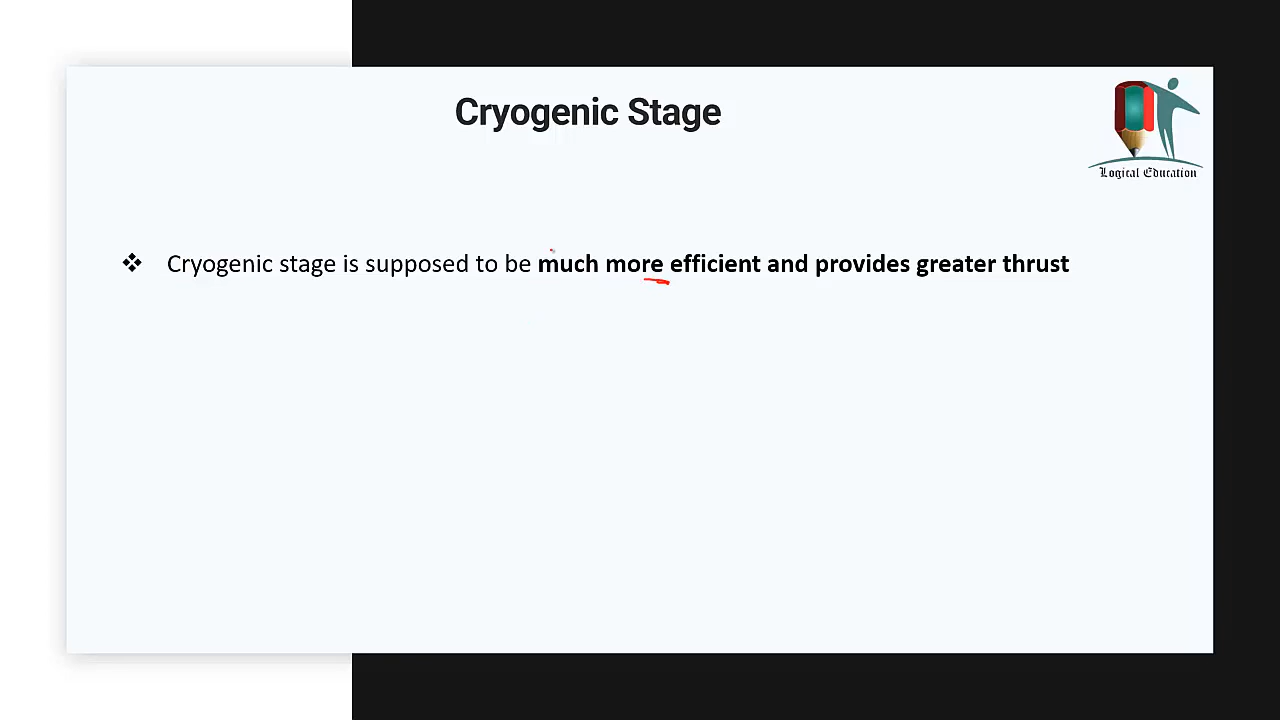 Cryogenic Stage
Logical Education
❖ Cryogenic stage is supposed to be much more efficient and provides greater thrust